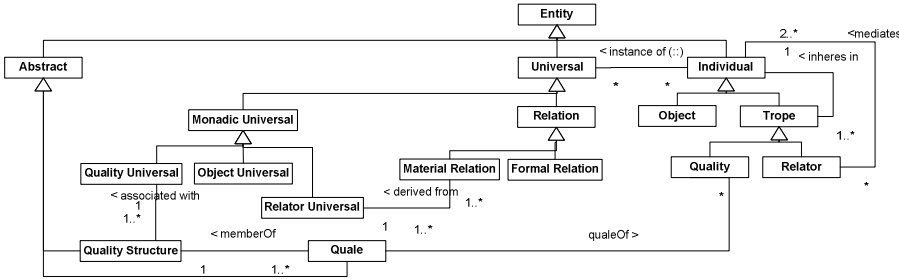 Entity
2..*
<mediates
< instance of (::)
1
< inheres in
Abstract
Universal
Individual
*
*
Monadic Universal
Relation
Object
Trope
1..*
Quality Universal
Object Universal
Material Relation
Formal Relation
Quality
Relator
< associated with
< derived from
*
*
1
Relator Universal
1..*
1..*
1
1..*
< memberOf
qualeOf >
Quality Structure
Quale
1
1..*